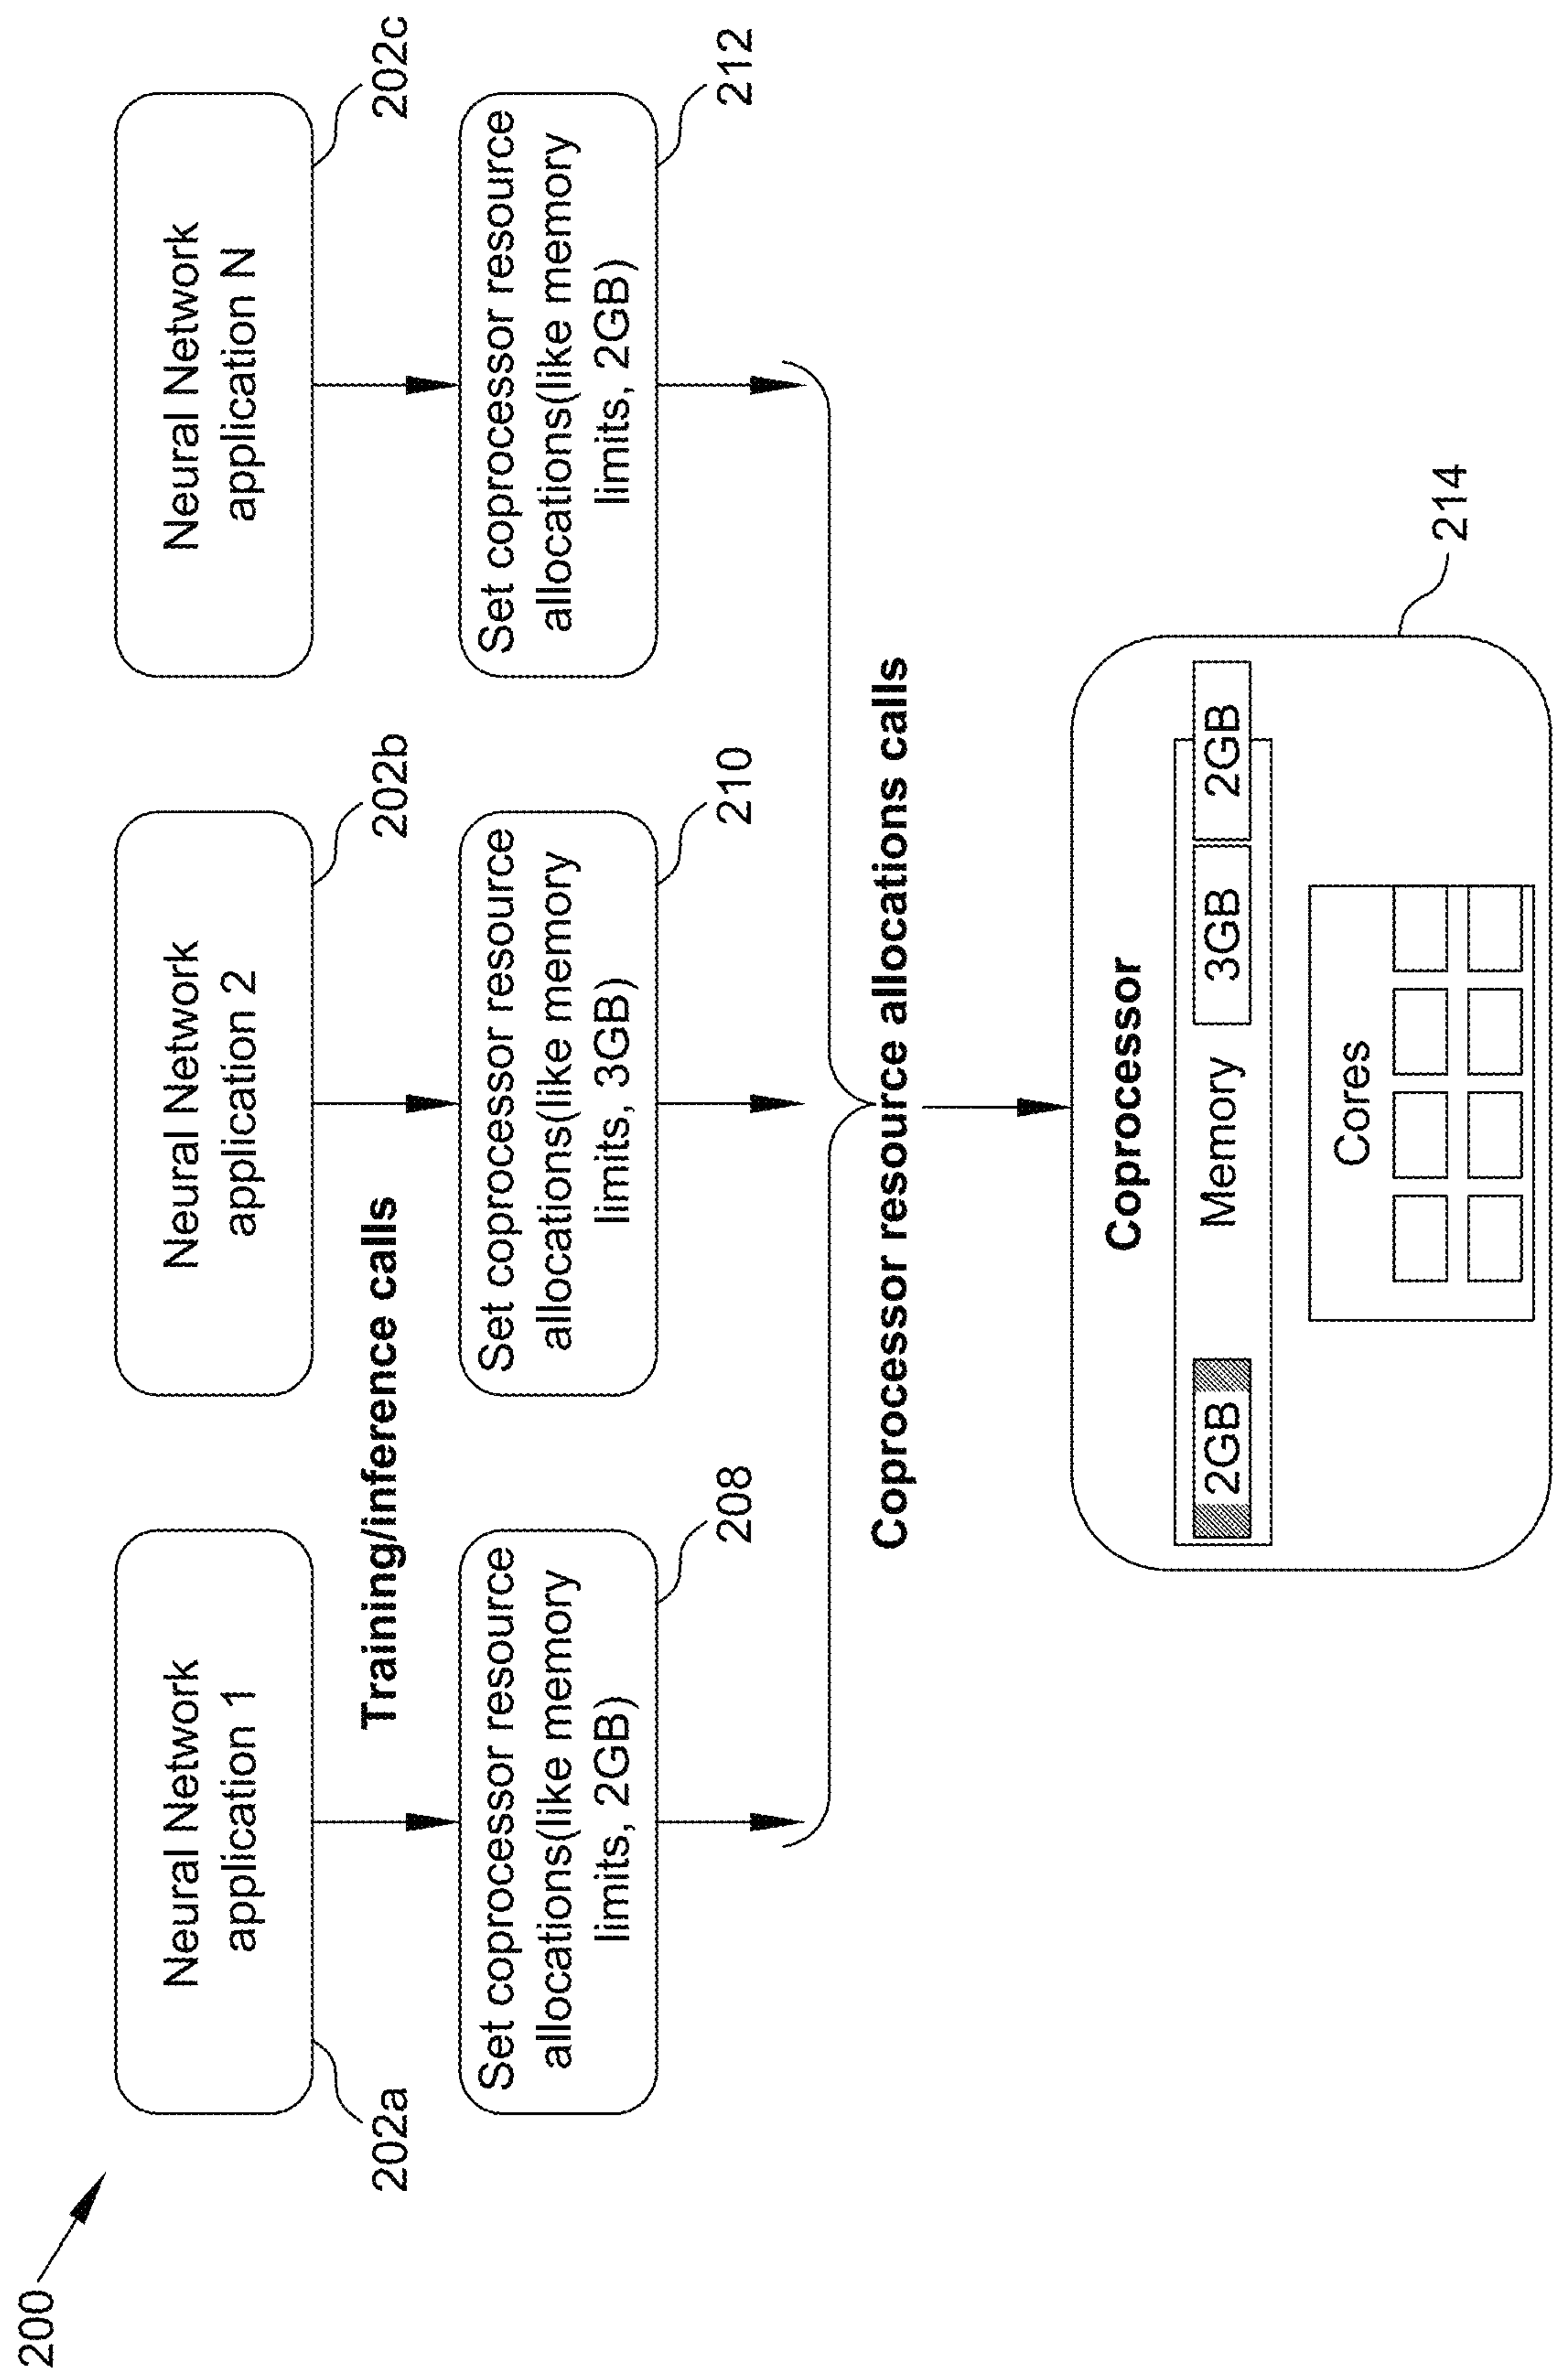 200
Neural Network
application 1
202a
Neural Network
application 2
202b
Neural Network
application N
202c
Training/inference calls
Set coprocessor resource
allocations(like memory
limits, 2GB)
208
Set coprocessor resource
allocations(like memory
limits, 3GB)
210
Set coprocessor resource
allocations(like memory
limits, 2GB)
212
Coprocessor resource allocations calls
Coprocessor
2GB
Memory
3GB
2GB
Cores
214